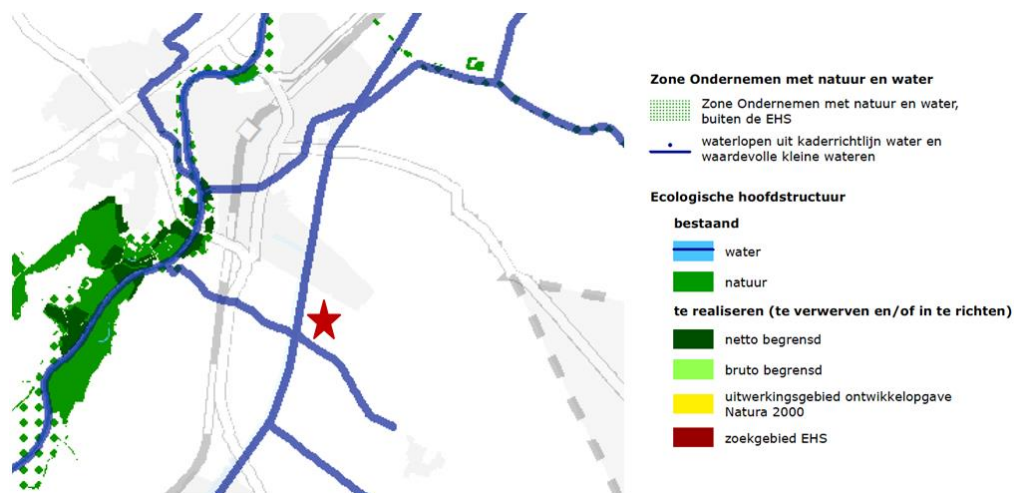 Zone Ondernemen met natuur en water
Zone Ondernemen met natuur en water,
buiten de EHS
waterlopen uit kaderrichtlijn water en
waardevolle kleine wateren
Ecologische hoofdstructuur
bestaand
water
natuur
te realiseren (te verwerven en/of in te richten)
netto begrensd
bruto begrensd
uitwerkingsgebied ontwikkelopgave
Natura 2000
zoekgebied EHS